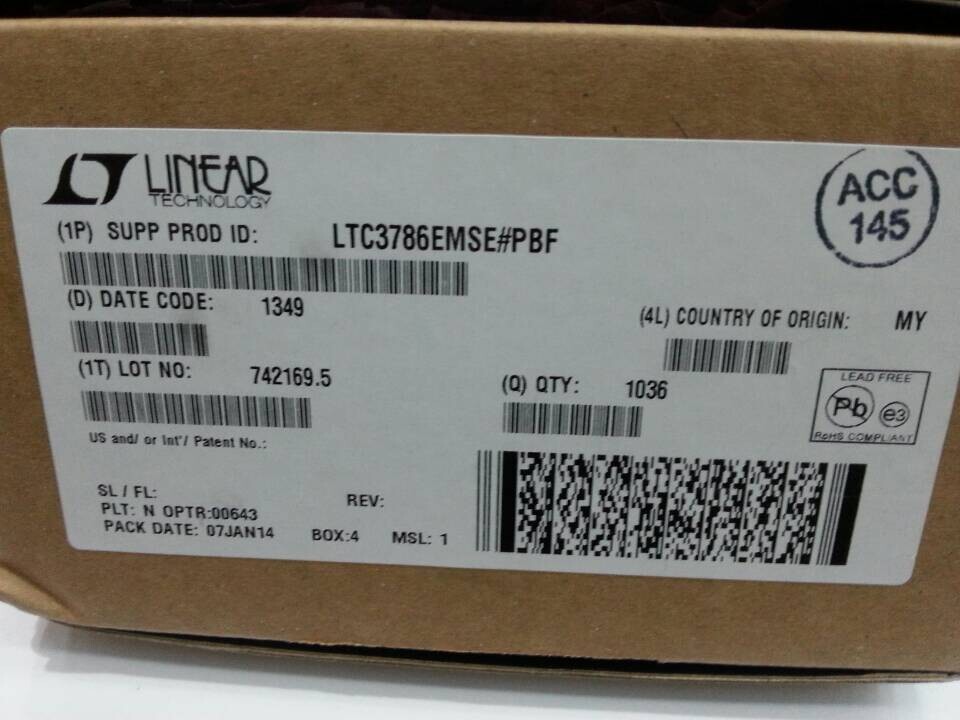 LINEAR
TECHNOLOGY
(1P) SUPP PROD ID: LTC3786EMSE#PBF
(D) DATE CODE: 1349
(4L) COUNTRY OF ORIGIN: MY
(1T) LOT NO: 742169.5
(Q) QTY: 1036
US and/ or Int'/ Patent No.:
SL / FL:
REV:
PLT: N OPTR:00643
PACK DATE: 07JAN14 BOX:4 MSL: 1
ACC
145
LEAD FREE
Pb e3
RoHS COMPLIANT